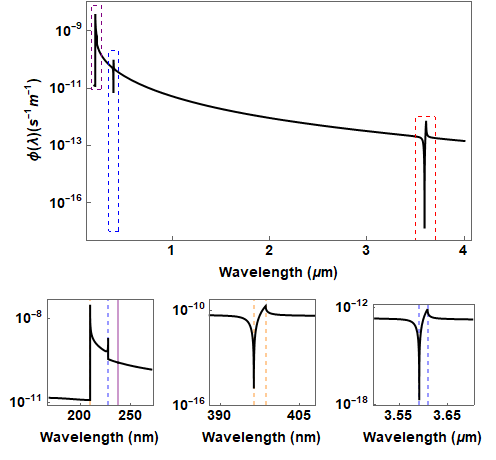 10⁻⁹
10⁻¹¹
10⁻¹³
10⁻¹⁶
ϕ(λ)(s⁻¹m⁻¹)
1 2 3 4
Wavelength (μm)
10⁻⁸
10⁻¹¹
200 250
Wavelength (nm)
10⁻¹⁰
10⁻¹⁶
390 405
Wavelength (nm)
10⁻¹²
10⁻¹⁸
3.55 3.65
Wavelength (μm)